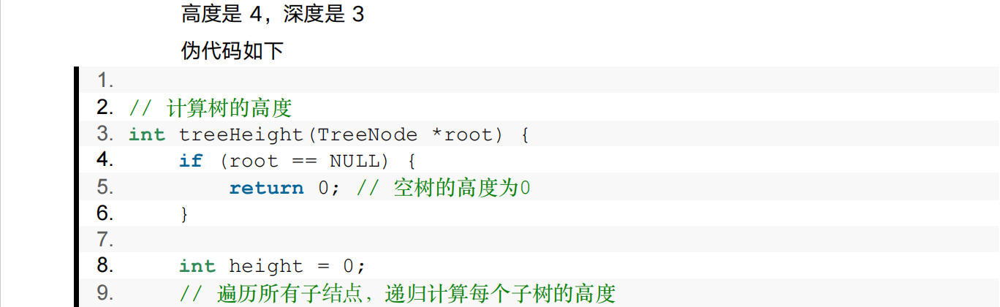 高度是 4，深度是 3
伪代码如下
1.
2. // 计算树的高度
3. int treeHeight(TreeNode *root) {
4. if (root == NULL) {
5. return 0; // 空树的高度为0
6. }
7.
8. int height = 0;
9. // 遍历所有子结点，递归计算每个子树的高度